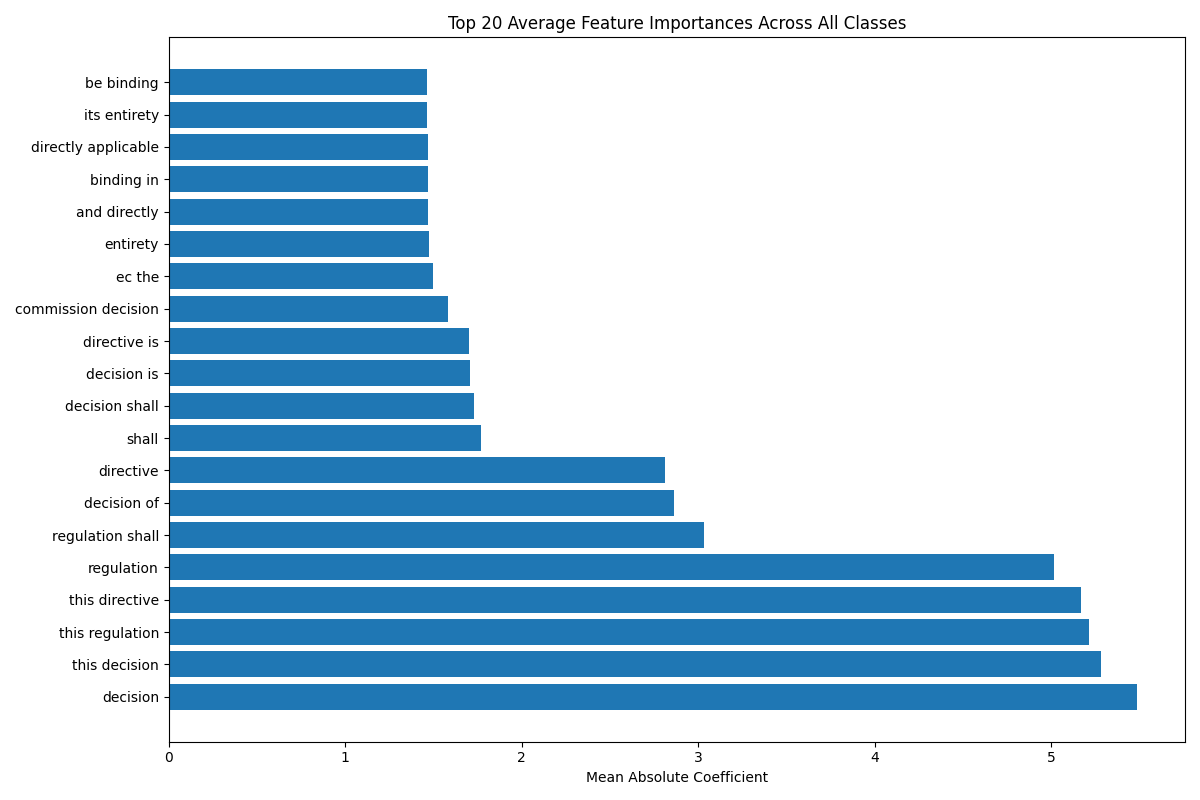 Top 20 Average Feature Importances Across All Classes
be binding
its entirety
directly applicable
binding in
and directly
entirety
ec the
commission decision
directive is
decision is
decision shall
shall
directive
decision of
regulation shall
regulation
this directive
this regulation
this decision
decision
0 1 2 3 4 5
Mean Absolute Coefficient